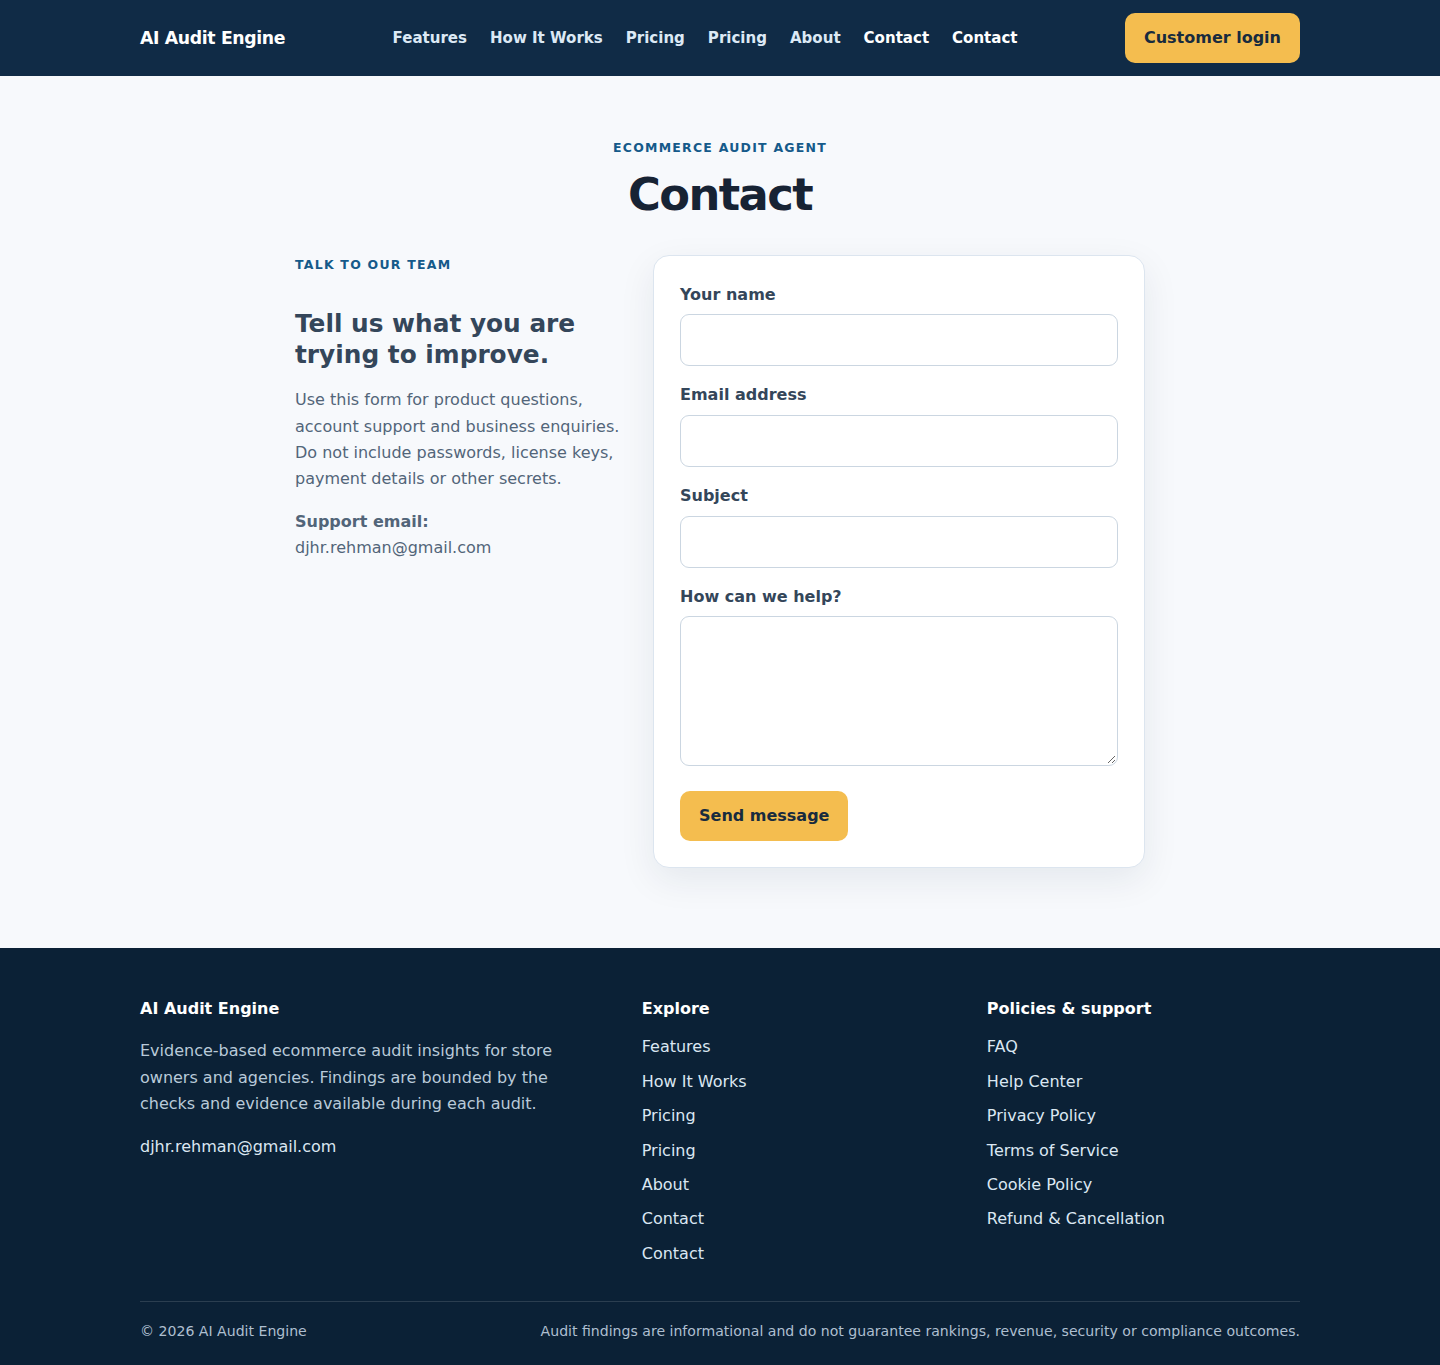 AI Audit Engine
Features
How It Works
Pricing
Pricing
About
Contact
Contact
Customer login
ECOMMERCE AUDIT AGENT
Contact
TALK TO OUR TEAM
Tell us what you are
trying to improve.
Use this form for product questions,
account support and business enquiries.
Do not include passwords, license keys,
payment details or other secrets.
Support email:
djhr.rehman@gmail.com
Your name
Email address
Subject
How can we help?
Send message
AI Audit Engine
Evidence-based ecommerce audit insights for store
owners and agencies. Findings are bounded by the
checks and evidence available during each audit.
djhr.rehman@gmail.com
Explore
Features
How It Works
Pricing
Pricing
About
Contact
Contact
Policies & support
FAQ
Help Center
Privacy Policy
Terms of Service
Cookie Policy
Refund & Cancellation
© 2026 AI Audit Engine
Audit findings are informational and do not guarantee rankings, revenue, security or compliance outcomes.